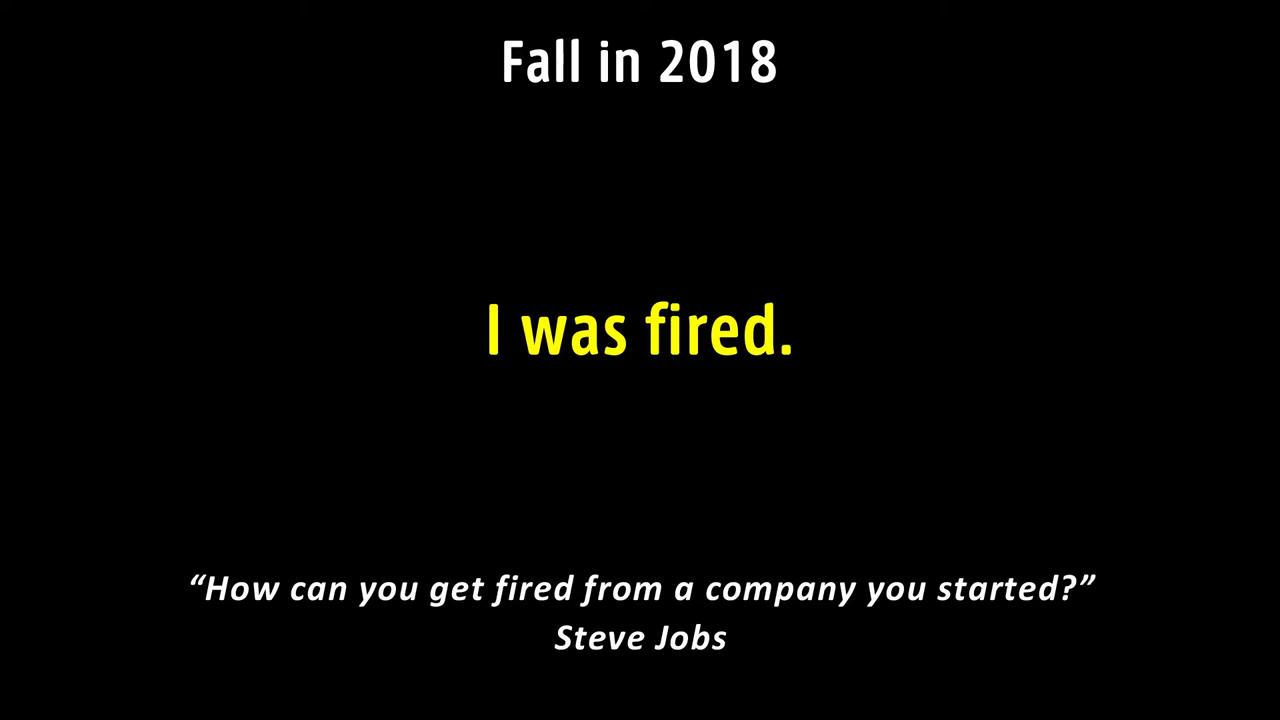 Fall in 2018
I was fired.
“How can you get fired from a company you started?”
Steve Jobs